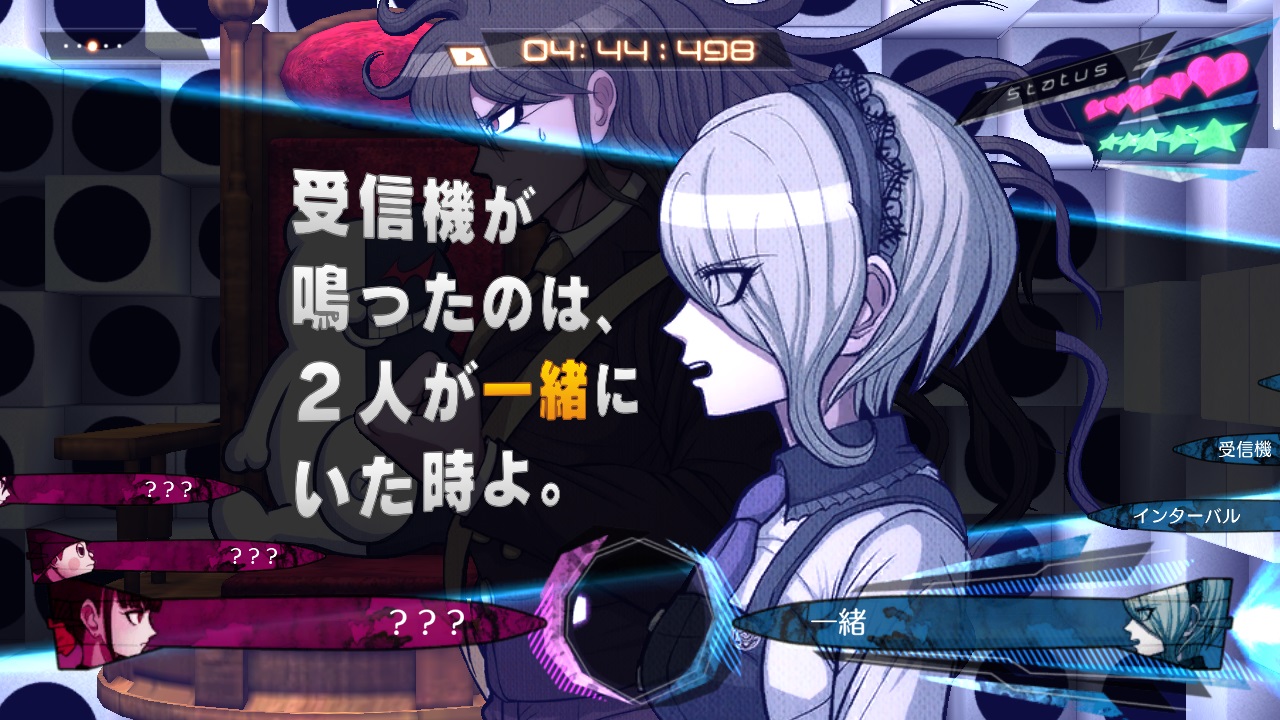 04:44:498
status
受信機が
鳴ったのは、
２人が一緒に
いた時よ。
受信機
？？？
インターバル
？？？
？？？
一緒